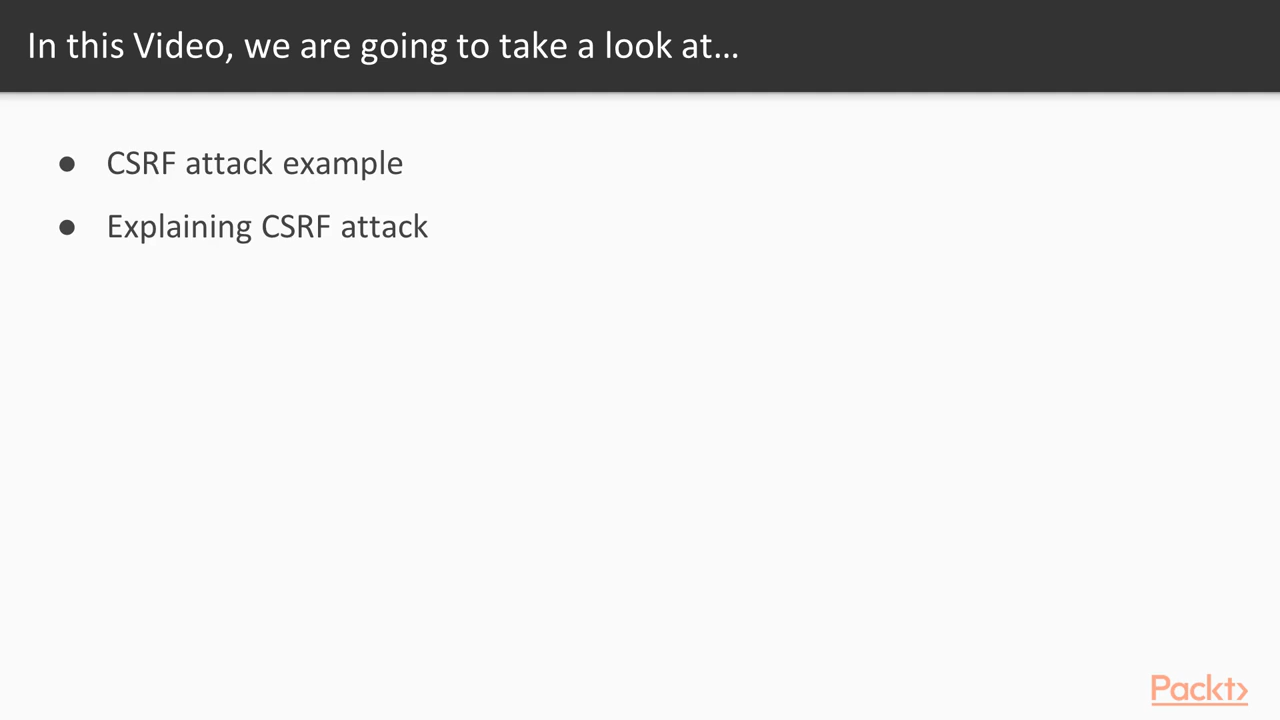 In this Video, we are going to take a look at…
● CSRF attack example
● Explaining CSRF attack
Packt>